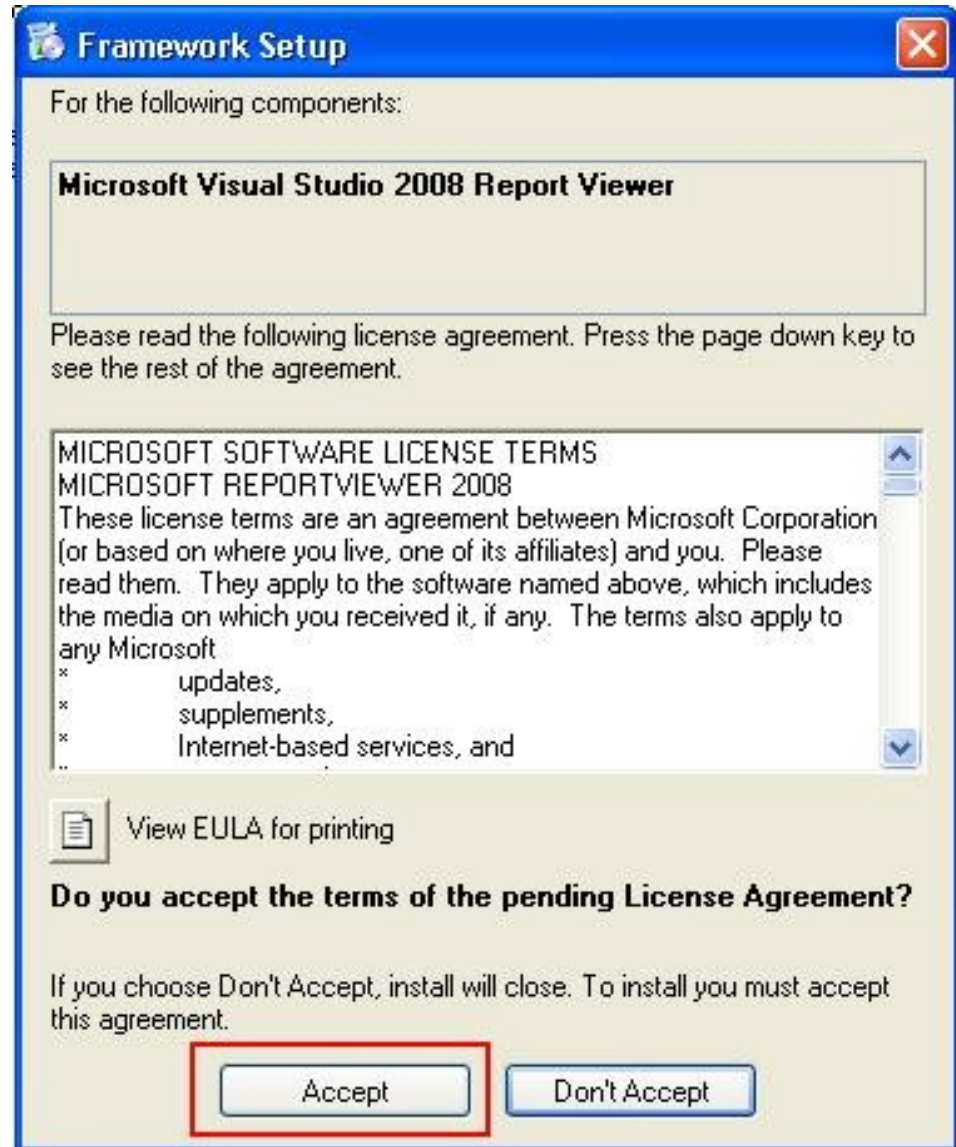 Framework Setup
For the following components:
Microsoft Visual Studio 2008 Report Viewer
Please read the following license agreement. Press the page down key to
see the rest of the agreement.
MICROSOFT SOFTWARE LICENSE TERMS
MICROSOFT REPORTVIEWER 2008
These license terms are an agreement between Microsoft Corporation
(or based on where you live, one of its affiliates) and you.  Please
read them.  They apply to the software named above, which includes
the media on which you received it, if any.  The terms also apply to
any Microsoft
* updates,
* supplements,
* Internet-based services, and
View EULA for printing
Do you accept the terms of the pending License Agreement?
If you choose Don't Accept, install will close. To install you must accept
this agreement.
Accept
Don't Accept